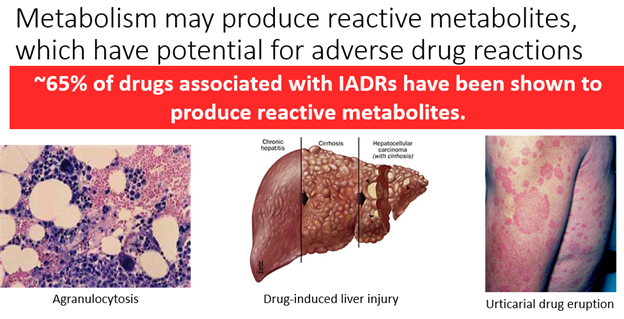 Metabolism may produce reactive metabolites,
which have potential for adverse drug reactions
~65% of drugs associated with IADRs have been shown to
produce reactive metabolites.
Chronic
hepatitis
Cirrhosis
Hepatocellular
carcinoma
(with cirrhosis)
Agranulocytosis
Drug-induced liver injury
Urticarial drug eruption